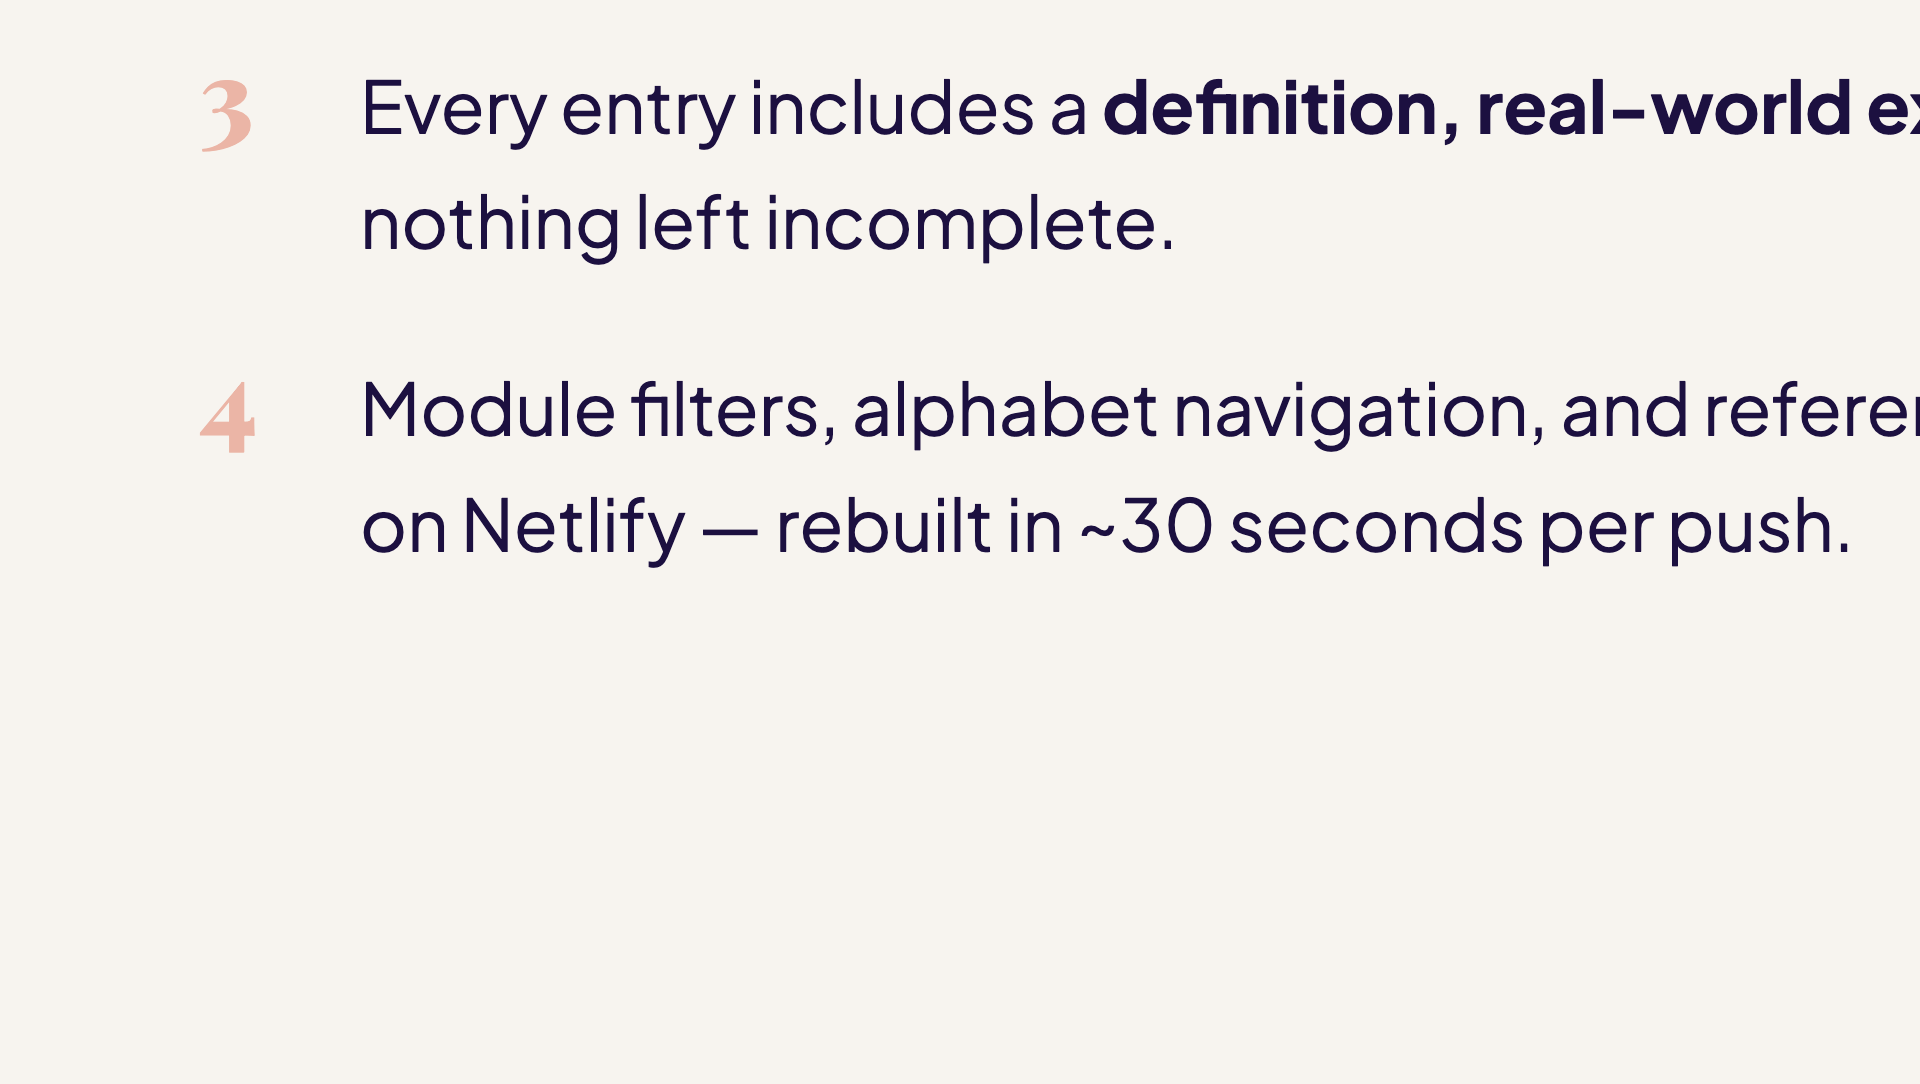 3 Every entry includes a definition, real-world
nothing left incomplete.
4 Module filters, alphabet navigation, and
on Netlify — rebuilt in ~30 seconds per push.